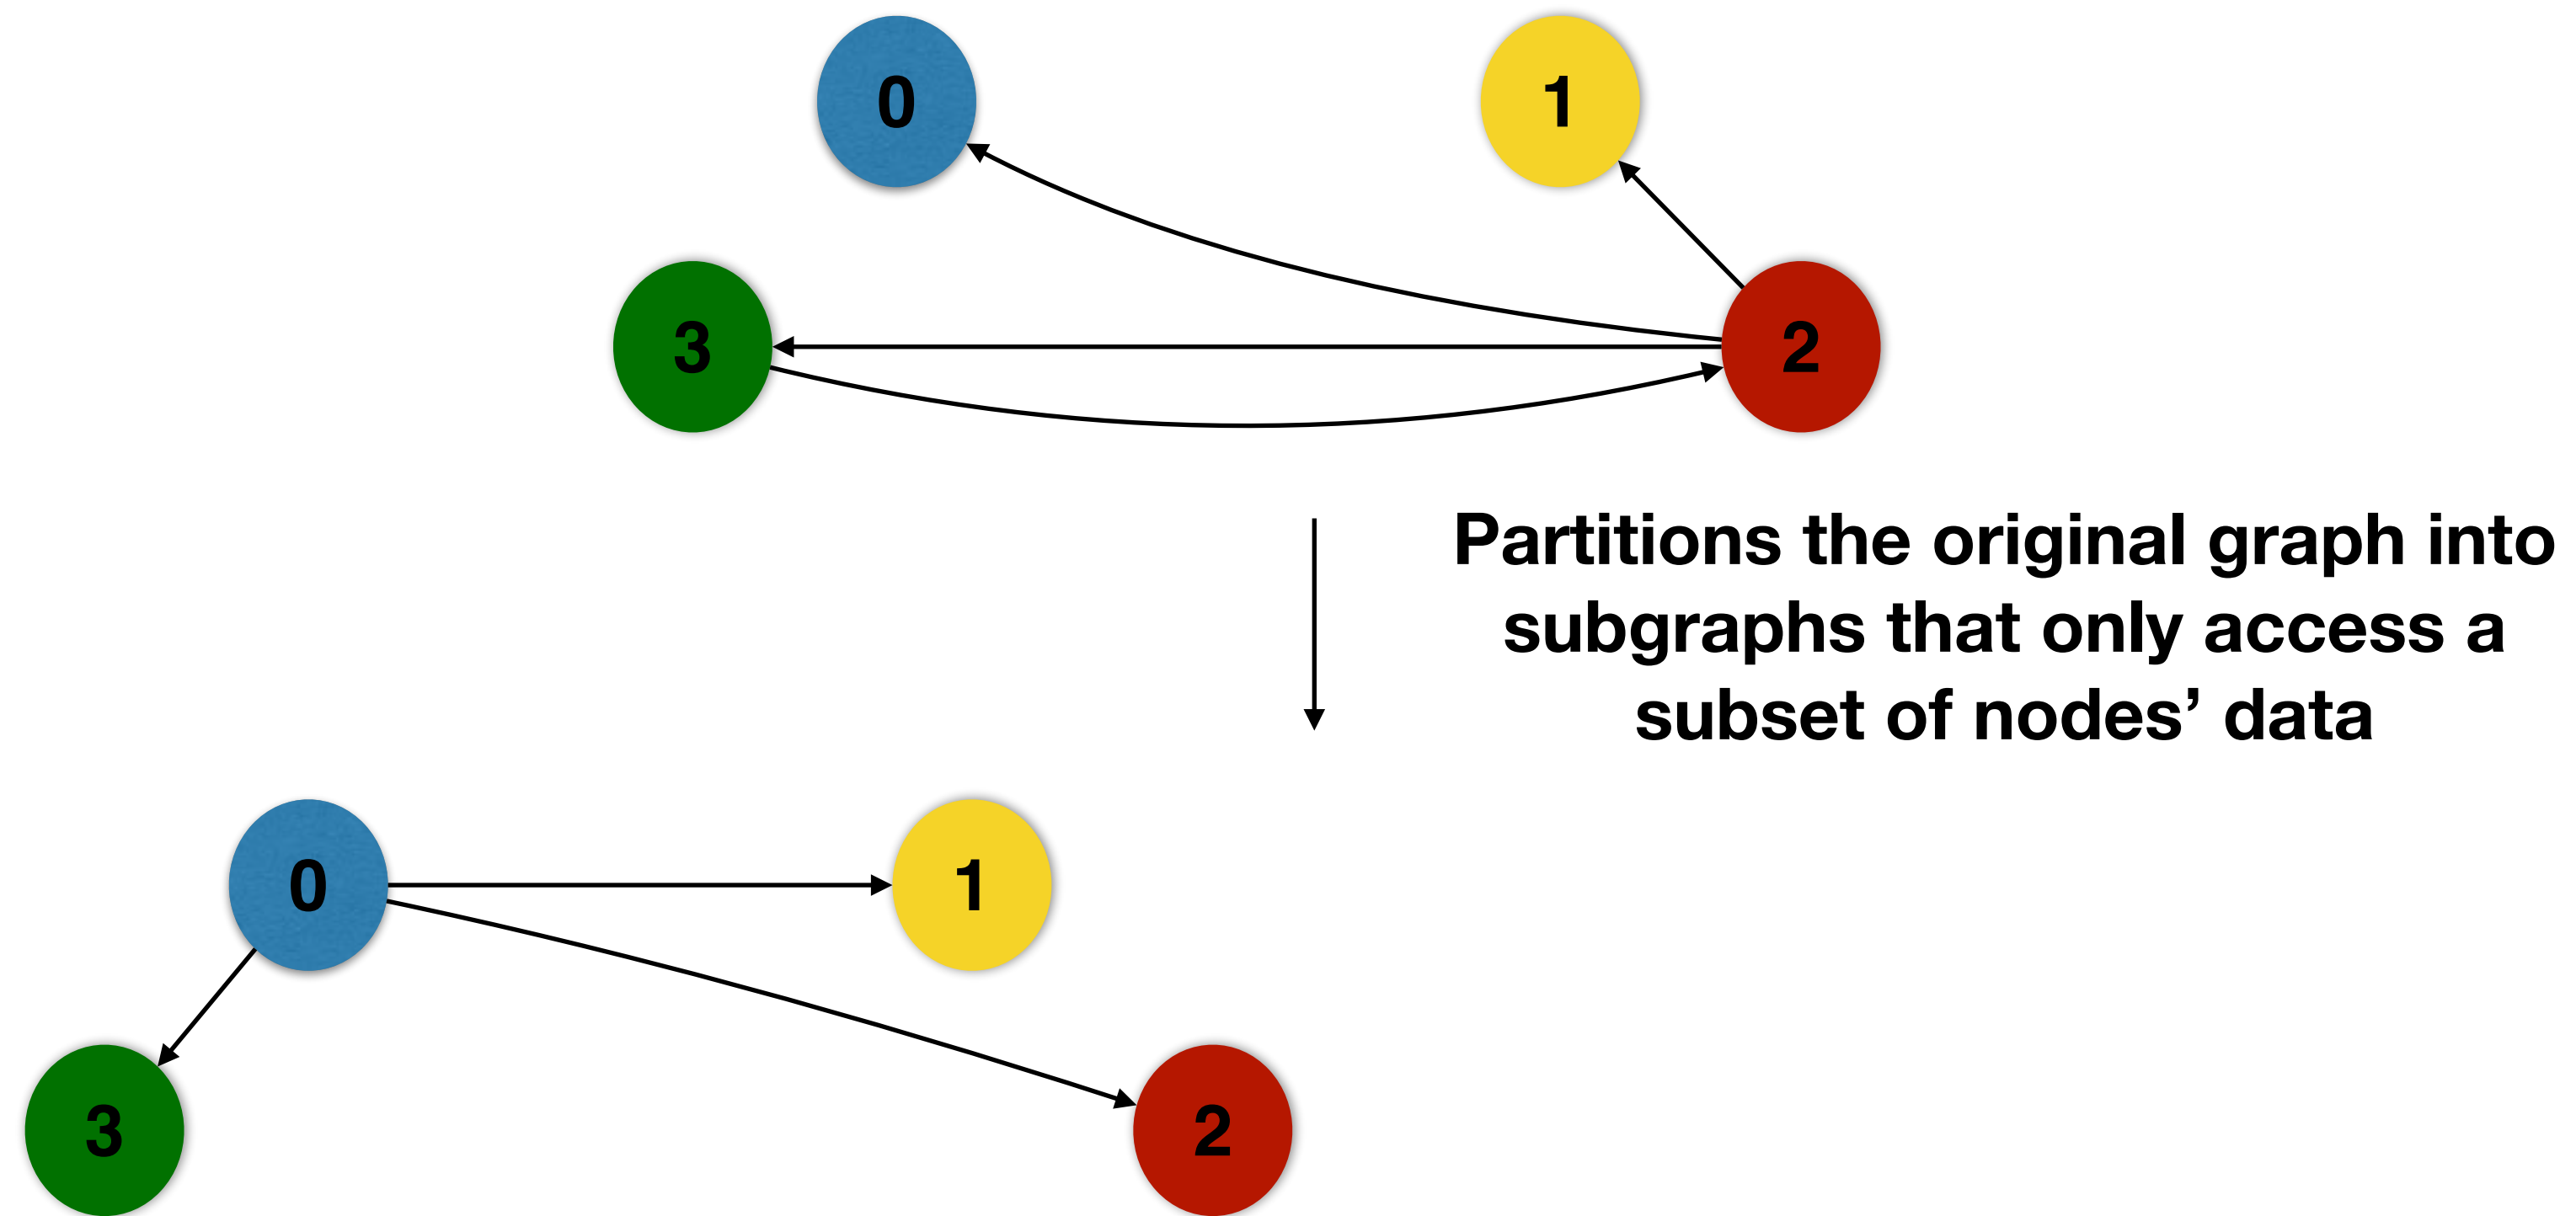 0
1
3
2
Partitions the original graph into
subgraphs that only access a
subset of nodes’ data
0
1
3
2